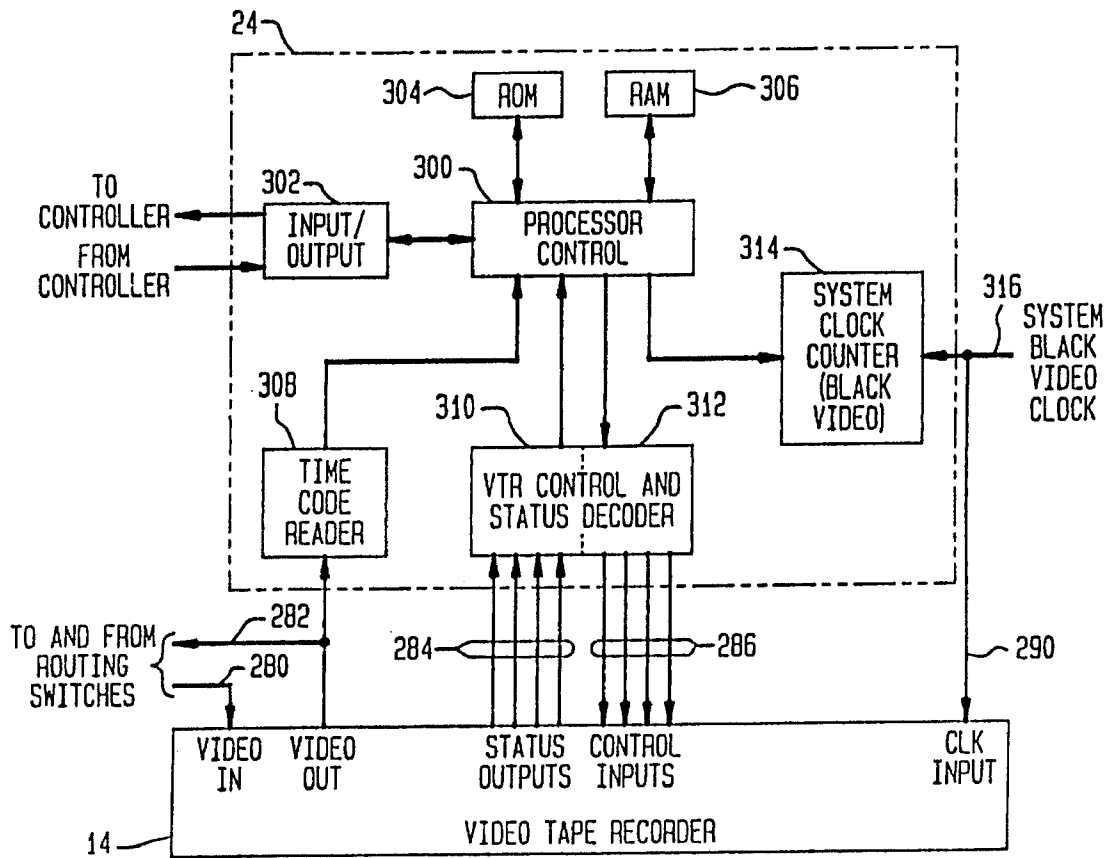 24
304
ROM
RAM
306
300
302
TO
CONTROLLER
FROM
CONTROLLER
INPUT/
OUTPUT
PROCESSOR
CONTROL
314
SYSTEM
CLOCK
COUNTER
(BLACK
VIDEO)
316
SYSTEM
BLACK
VIDEO
CLOCK
308
TIME
CODE
READER
310
312
VTR CONTROL AND
STATUS DECODER
TO AND FROM
ROUTING
SWITCHES
282
280
284
286
290
VIDEO
IN
VIDEO
OUT
STATUS
OUTPUTS
CONTROL
INPUTS
CLK
INPUT
14
VIDEO TAPE RECORDER